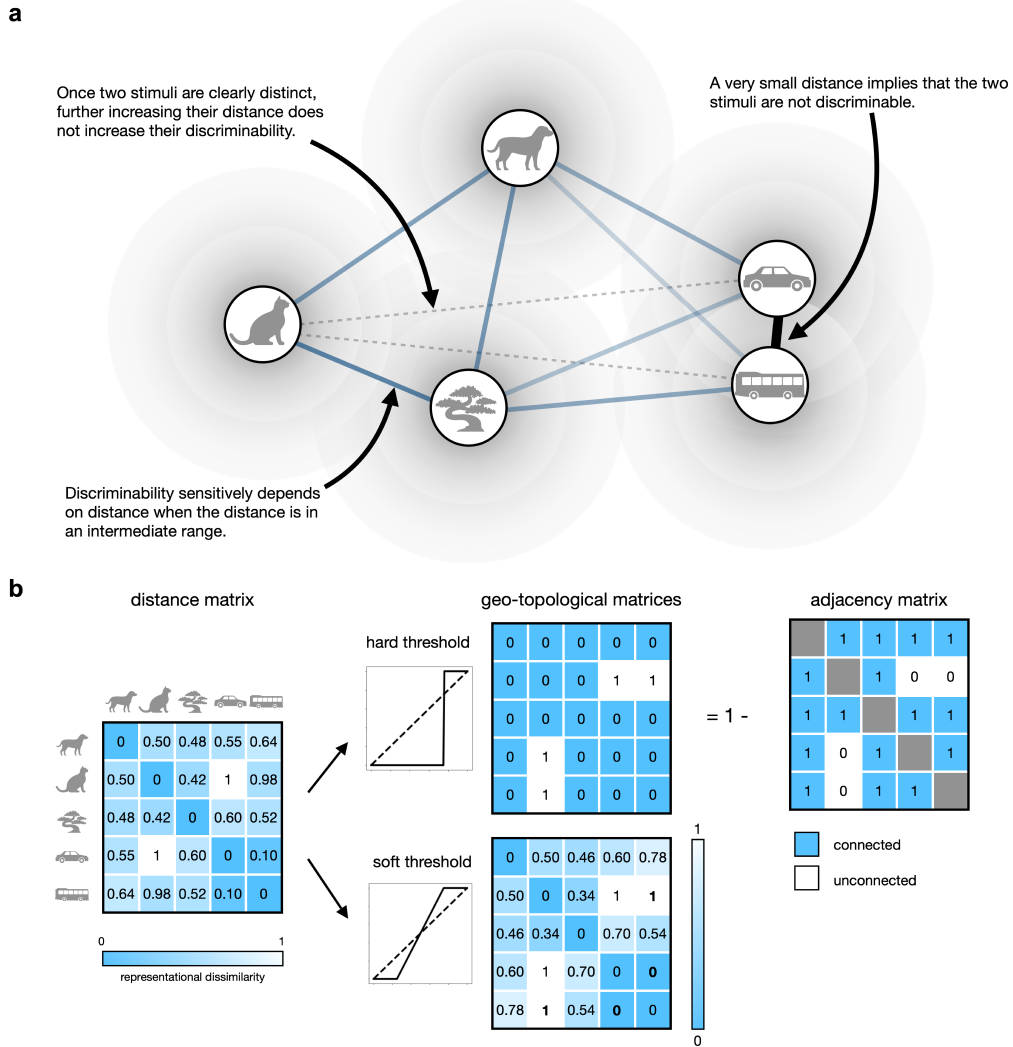 a
Once two stimuli are clearly distinct,
further increasing their distance does
not increase their discriminability.
A very small distance implies that the two
stimuli are not discriminable.
Discriminability sensitively depends
on distance when the distance is in
an intermediate range.
b
distance matrix
0 0.50 0.48 0.55 0.64
0.50 0 0.42 1 0.98
0.48 0.42 0 0.60 0.52
0.55 1 0.60 0 0.10
0.64 0.98 0.52 0.10 0
0 1
representational dissimilarity
geo-topological matrices
hard threshold
0 0 0 0 0
0 0 0 1 1
0 0 0 0 0
0 1 0 0 0
0 1 0 0 0
soft threshold
0 0.50 0.46 0.60 0.78
0.50 0 0.34 1 1
0.46 0.34 0 0.70 0.54
0.60 1 0.70 0 0
0.78 1 0.54 0 0
1
0
= 1 -
adjacency matrix
1 1 1 1
1 1 0 0
1 1 1 1
1 0 1 1
1 0 1 1
connected
unconnected